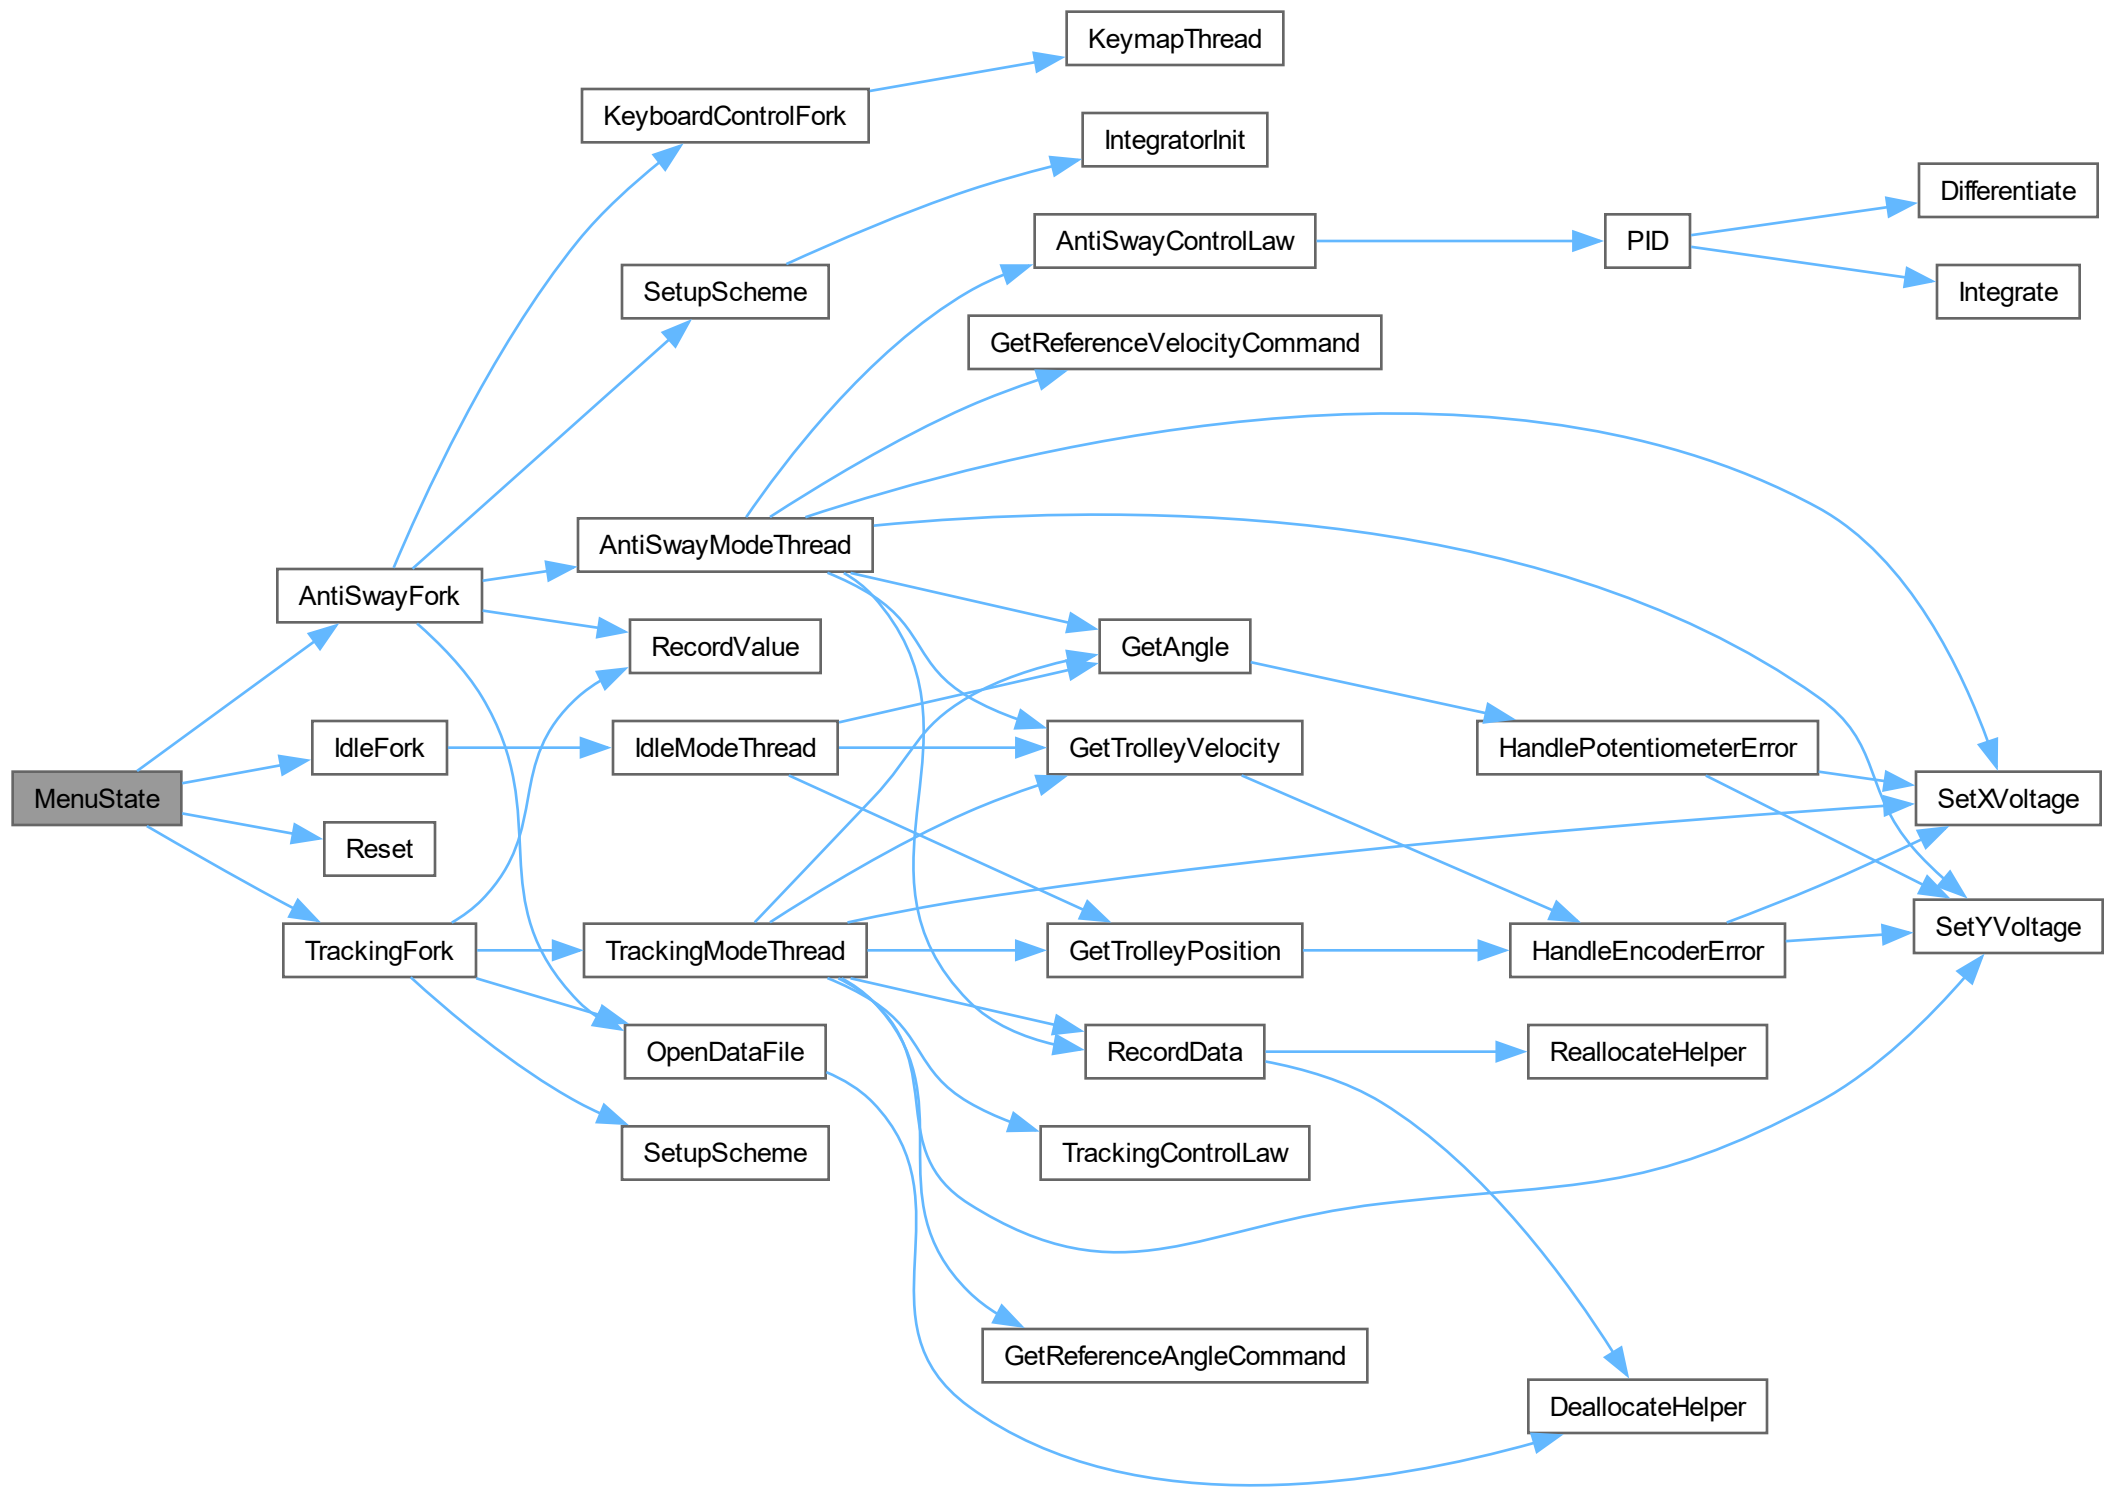 KeymapThread
KeyboardControlFork
IntegratorInit
Differentiate
AntiSwayControlLaw
PID
SetupScheme
Integrate
GetReferenceVelocityCommand
AntiSwayModeThread
AntiSwayFork
RecordValue
GetAngle
IdleFork
IdleModeThread
GetTrolleyVelocity
HandlePotentiometerError
MenuState
SetXVoltage
Reset
SetYVoltage
TrackingFork
TrackingModeThread
GetTrolleyPosition
HandleEncoderError
OpenDataFile
RecordData
ReallocateHelper
SetupScheme
TrackingControlLaw
GetReferenceAngleCommand
DeallocateHelper